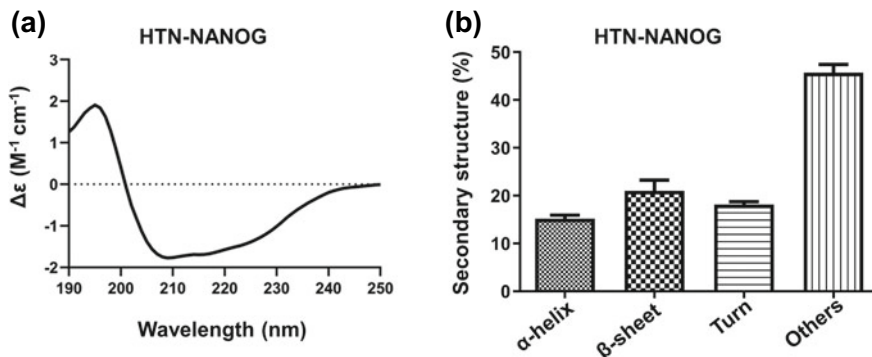 (a)
HTN-NANOG
Δε (M⁻¹ cm⁻¹)
3
2
1
0
-1
-2
190 200 210 220 230 240 250
Wavelength (nm)
(b)
HTN-NANOG
Secondary structure (%)
50
40
30
20
10
0
α-helix
β-sheet
Turn
Others